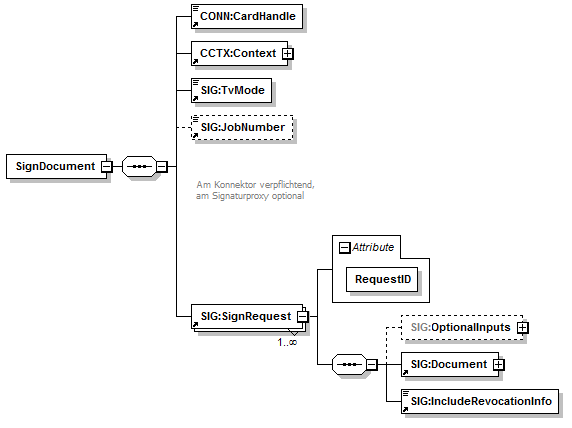 CONN:CardHandle
CCTX:Context
SIG:TvMode
SIG:JobNumber
SignDocument
Am Konnektor verpflichtend,
am Signaturproxy optional
Attribute
RequestID
SIG:SignRequest
1..∞
SIG:OptionalInputs
SIG:Document
SIG:IncludeRevocationInfo